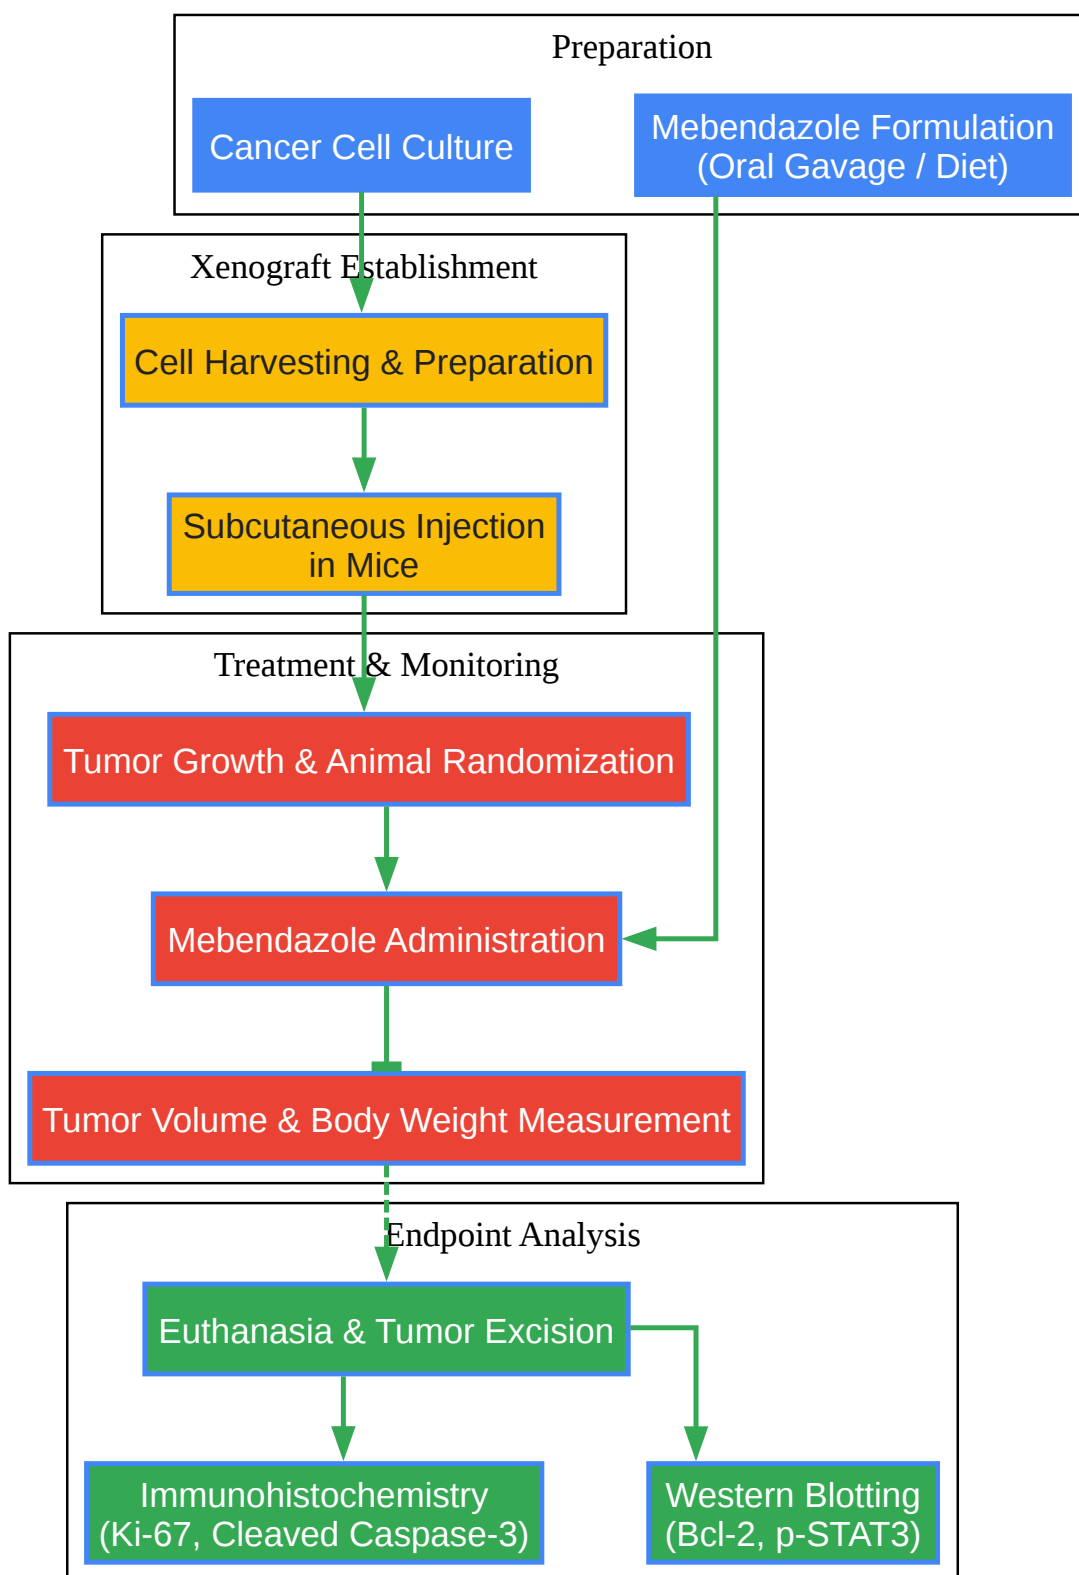 Preparation
Cancer Cell Culture
Mebendazole Formulation
(Oral Gavage / Diet)
Xenograft Establishment
Cell Harvesting & Preparation
Subcutaneous Injection
in Mice
Treatment & Monitoring
Tumor Growth & Animal Randomization
Mebendazole Administration
Tumor Volume & Body Weight Measurement
Endpoint Analysis
Euthanasia & Tumor Excision
Immunohistochemistry
(Ki-67, Cleaved Caspase-3)
Western Blotting
(Bcl-2, p-STAT3)